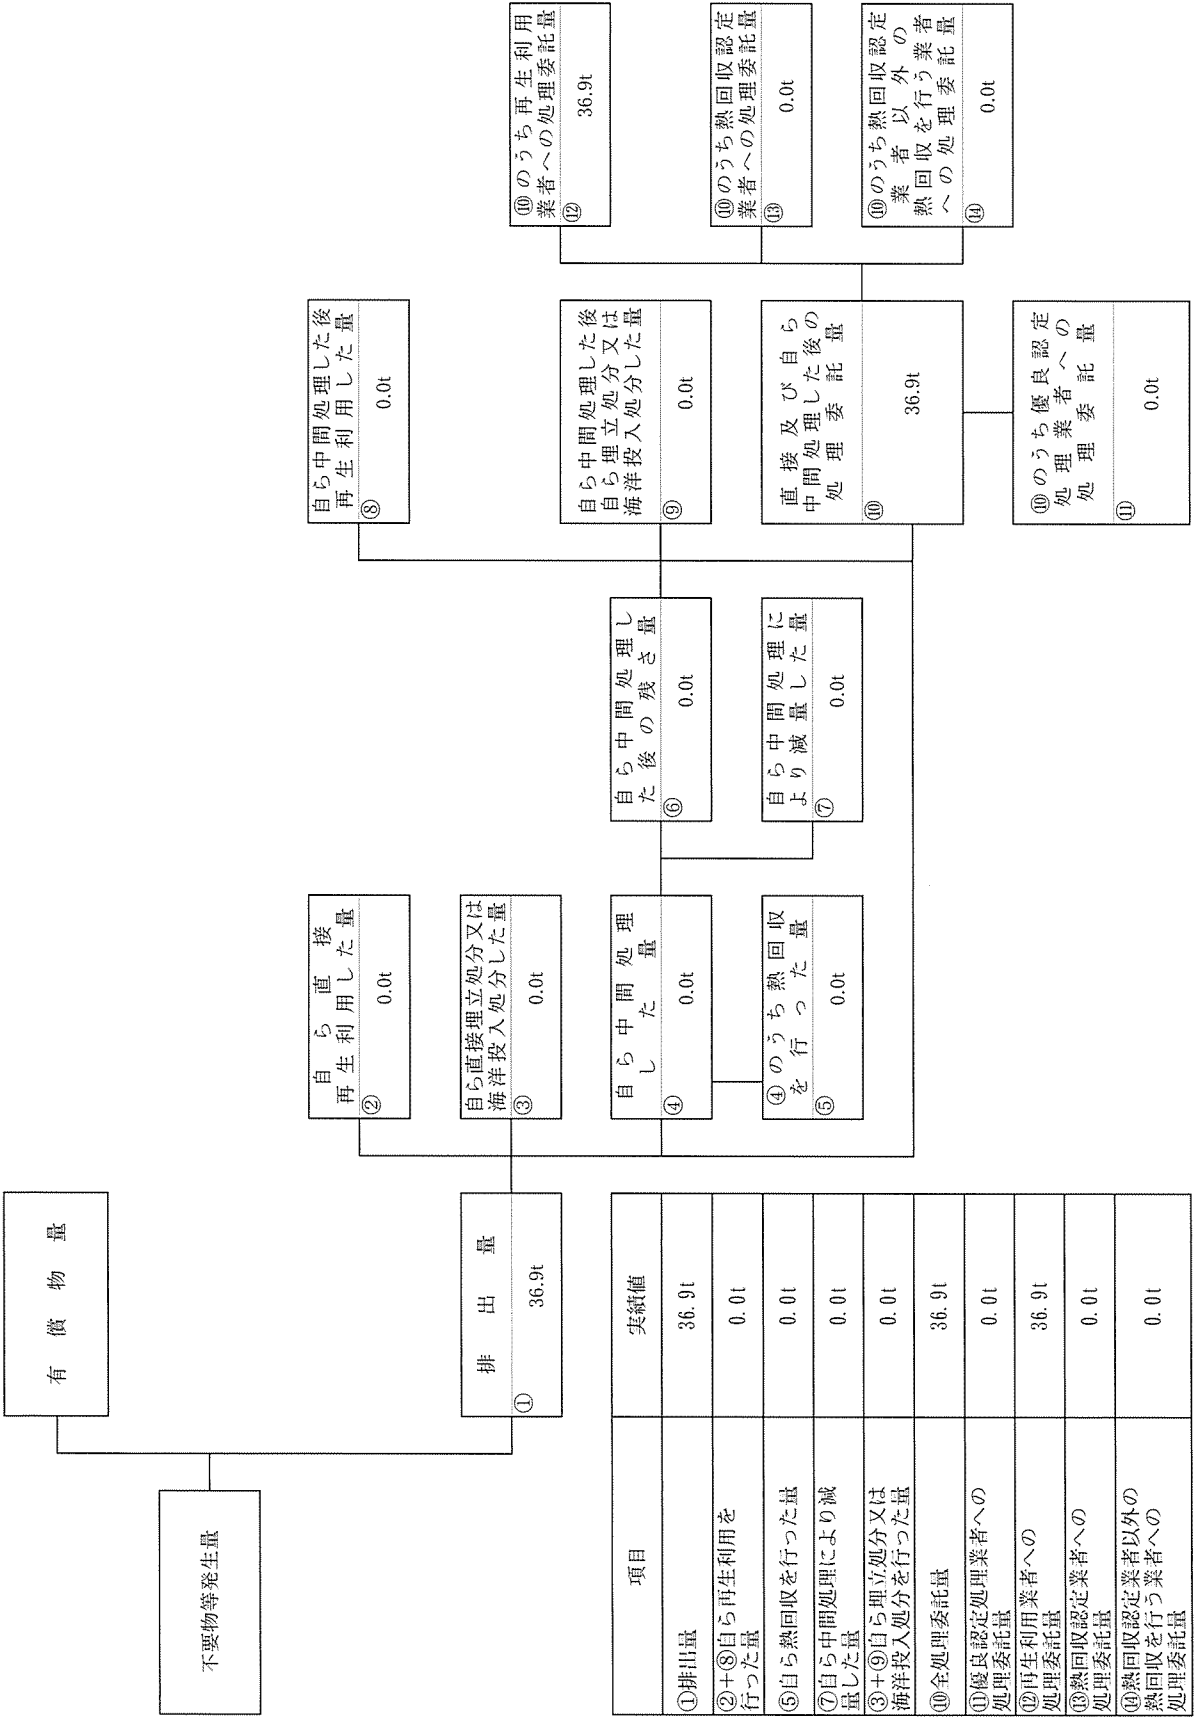 不要物等発生量
有 償 物 量
排 出 量
①
36.9t
自 ら 直 接
再生利用した量
②
0.0t
自ら直接埋立処分又は
海洋投入処分した量
③
0.0t
自 ら 中 間 処 理
し た 量
④
0.0t
④のうち熱回収
を行った量
⑤
0.0t
自ら中間処理し
た後の残さ量
⑥
0.0t
自ら中間処理に
より減量した量
⑦
0.0t
自ら中間処理した後
再生利用した量
⑧
0.0t
自ら中間処理した後
自ら埋立処分又は
海洋投入処分した量
⑨
0.0t
直接及び自ら
中間処理した後の
処理委託量
⑩
36.9t
⑩のうち優良認定
処理業者への
処理委託量
⑪
0.0t
⑩のうち再生利用
業者への処理委託量
⑫
36.9t
⑩のうち熱回収認定
業者への処理委託量
⑬
0.0t
⑩のうち熱回収認定
業者以外の
熱回収を行う業者
への処理委託量
⑭
0.0t
項目 実績値
①排出量 36.9t
②+⑧自ら再生利用を
行った量 0.0t
⑤自ら熱回収を行った量 0.0t
⑦自ら中間処理により減
量した量 0.0t
③+⑨自ら埋立処分又は
海洋投入処分を行った量 0.0t
⑩全処理委託量 36.9t
⑪優良認定処理業者への
処理委託量 0.0t
⑫再生利用業者への
処理委託量 36.9t
⑬熱回収認定業者への
処理委託量 0.0t
⑭熱回収認定業者以外の
熱回収を行う業者への
処理委託量 0.0t